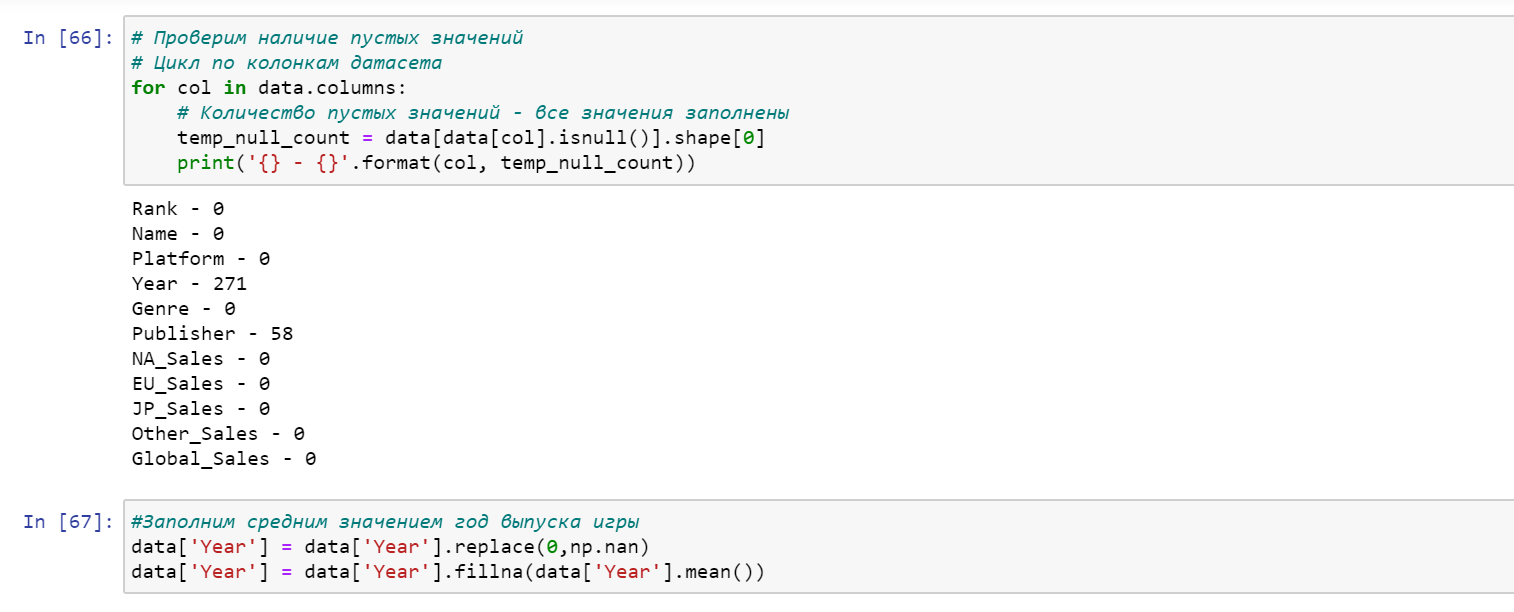 In [66]: # Проверим наличие пустых значений
# Цикл по колонкам датасета
for col in data.columns:
    # Количество пустых значений - все значения заполнены
    temp_null_count = data[data[col].isnull()].shape[0]
    print('{} - {}'.format(col, temp_null_count))
Rank - 0
Name - 0
Platform - 0
Year - 271
Genre - 0
Publisher - 58
NA_Sales - 0
EU_Sales - 0
JP_Sales - 0
Other_Sales - 0
Global_Sales - 0
In [67]: #Заполним средним значением год выпуска игры
data['Year'] = data['Year'].replace(0,np.nan)
data['Year'] = data['Year'].fillna(data['Year'].mean())